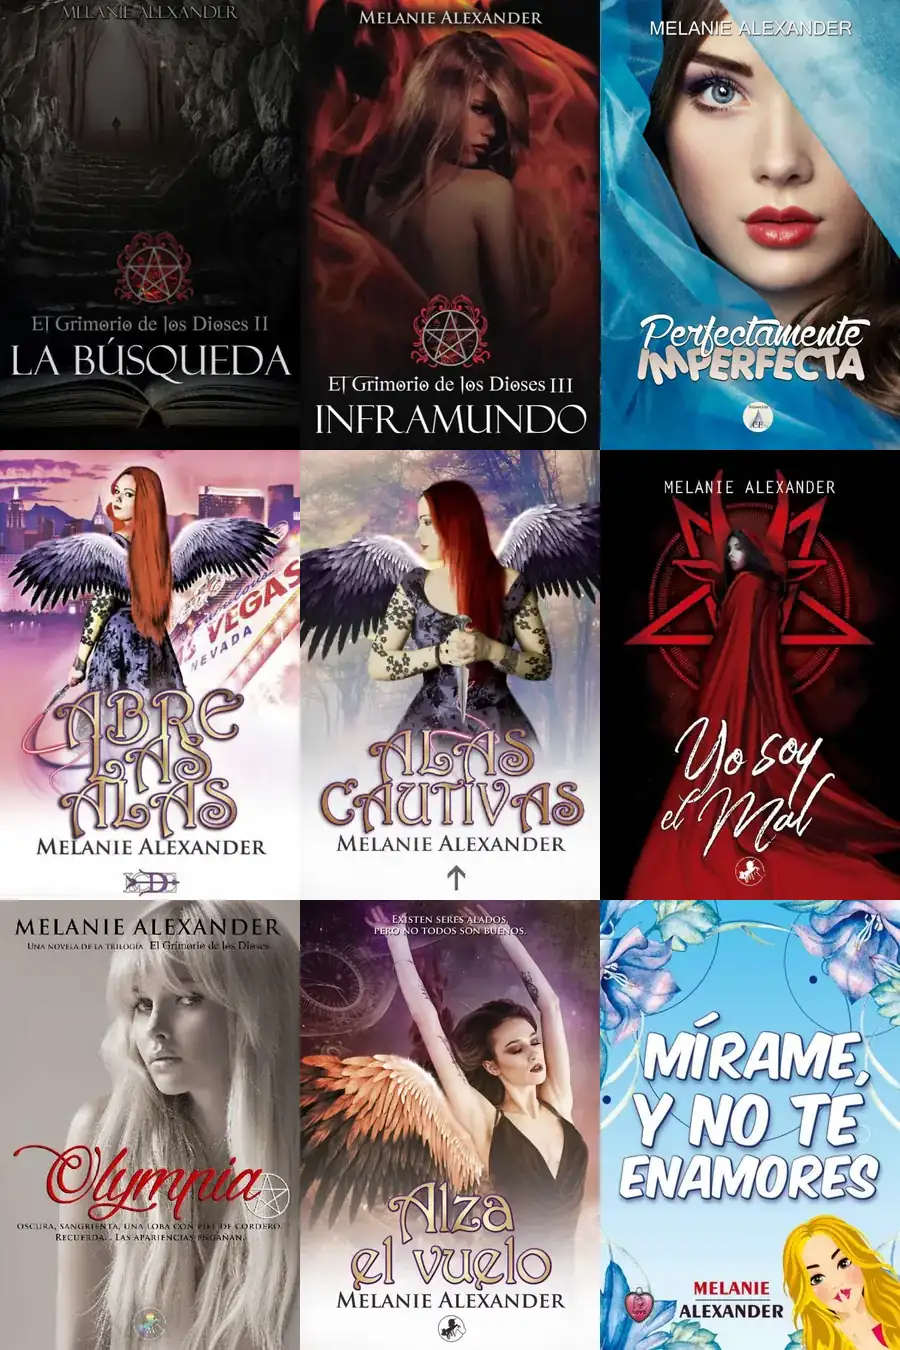 MELANIE ALEXANDER
El Grimorio de los Dioses II
LA BÚSQUEDA
MELANIE ALEXANDER
El Grimorio de los Dioses III
INFRAMUNDO
MELANIE ALEXANDER
Perfectamente
IMPERFECTA
LAS VEGAS
NEVADA
ABRE
LAS
ALAS
MELANIE ALEXANDER
ALAS
CAUTIVAS
MELANIE ALEXANDER
MELANIE ALEXANDER
Yo soy
el Mal
MELANIE ALEXANDER
UNA NOVELA DE LA TRILOGÍA El Grimorio de los Dioses
Olympia
OSCURA, SANGRIENTA, UNA LOBA CON PIEL DE CORDERO.
RECUERDA... LAS APARIENCIAS ENGAÑAN.
EXISTEN SERES ALADOS,
PERO NO TODOS SON BUENOS.
Alza
el vuelo
MELANIE ALEXANDER
MÍRAME,
Y NO TE
ENAMORES
MELANIE
ALEXANDER